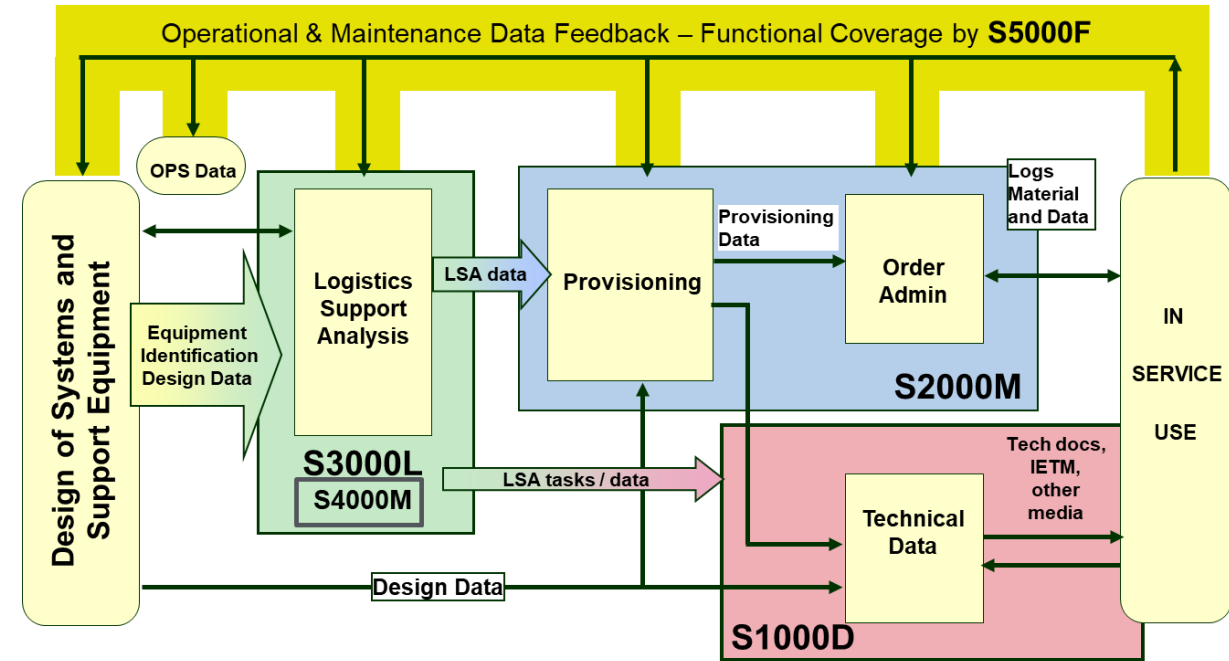 Operational & Maintenance Data Feedback – Functional Coverage by S5000F
OPS Data
Design of Systems and
Support Equipment
Equipment
Identification
Design Data
Logistics
Support
Analysis
S3000L
S4000M
LSA data
Provisioning
Provisioning
Data
Order
Admin
Logs
Material
and Data
S2000M
IN
SERVICE
USE
LSA tasks / data
Tech docs,
IETM,
other
media
Technical
Data
Design Data
S1000D